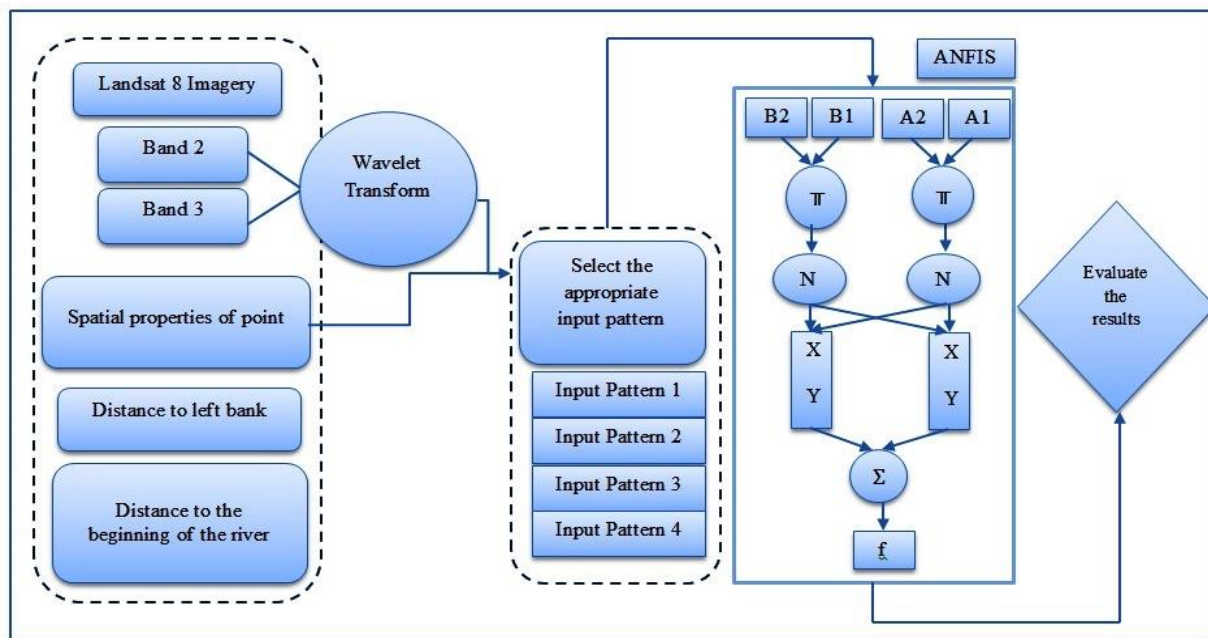 Landsat 8 Imagery
Band 2
Band 3
Wavelet
Transform
Spatial properties of point
Distance to left bank
Distance to the
beginning of the river
Select the
appropriate
input pattern
Input Pattern 1
Input Pattern 2
Input Pattern 3
Input Pattern 4
ANFIS
B2 B1 A2 A1
π π
N N
X X
Y Y
Σ
f
Evaluate
the
results